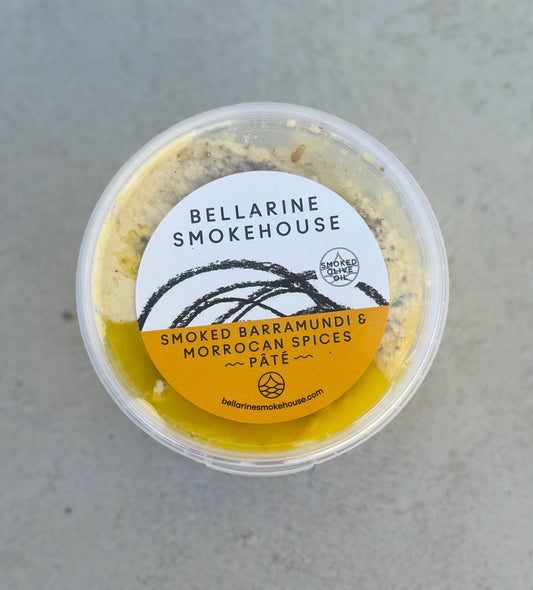 BELLARINE
SMOKEHOUSE
SMOKED
OLIVE
OIL
SMOKED BARRAMUNDI &
MORROCAN SPICES
PÂTÉ
bellarinesmokehouse.com